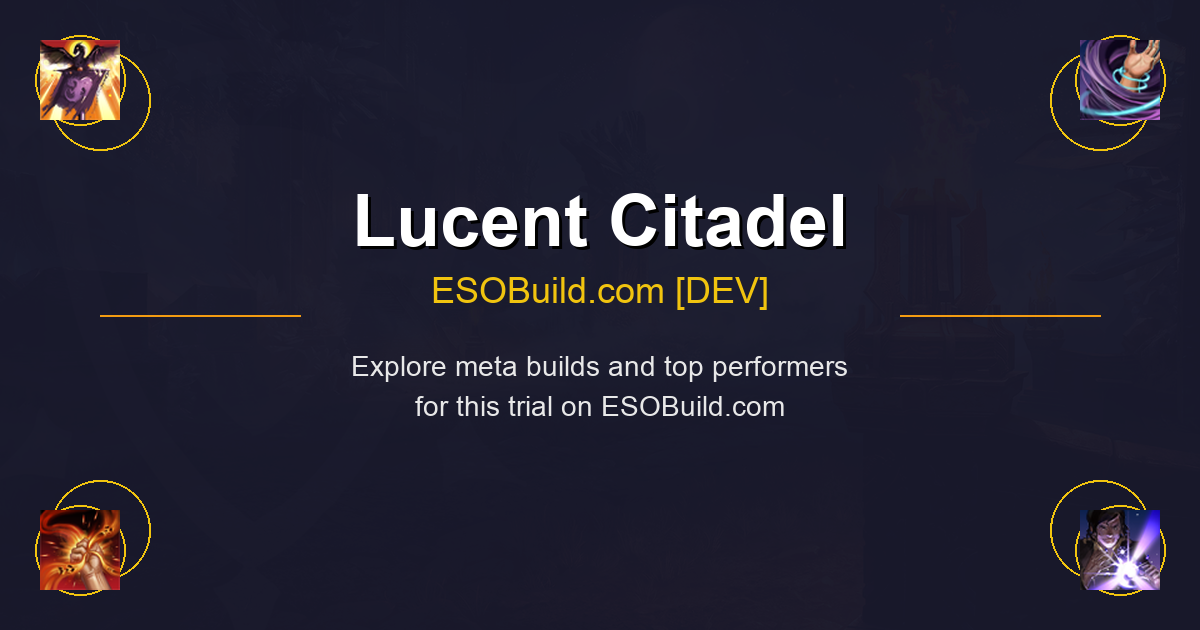 Lucent Citadel
ESOBuild.com [DEV]
Explore meta builds and top performers
for this trial on ESOBuild.com